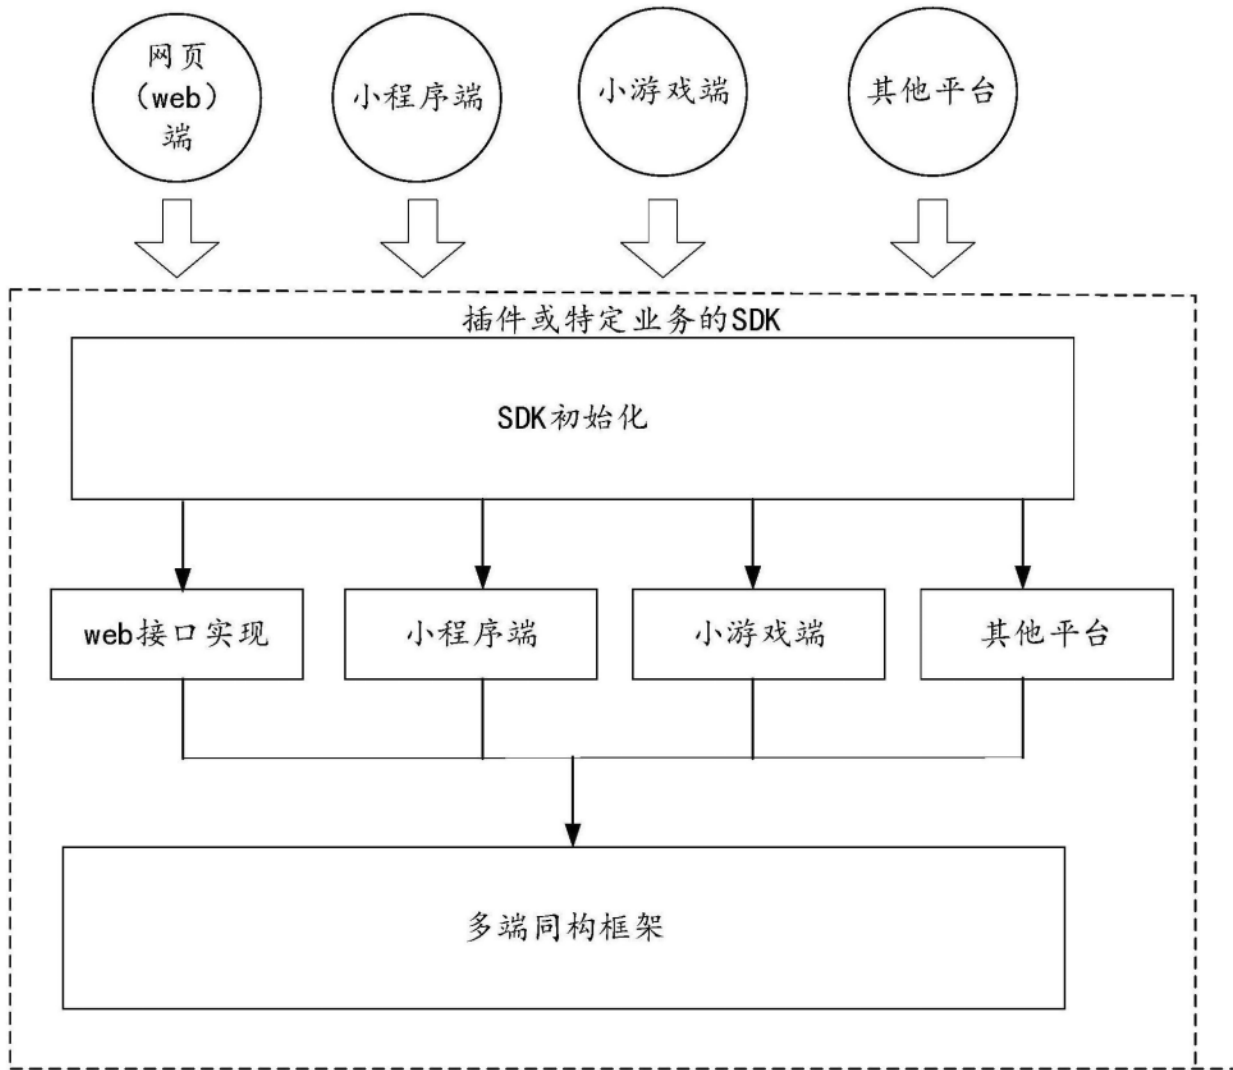 网页
（web）
端
小程序端
小游戏端
其他平台
插件或特定业务的SDK
SDK初始化
web接口实现
小程序端
小游戏端
其他平台
多端同构框架